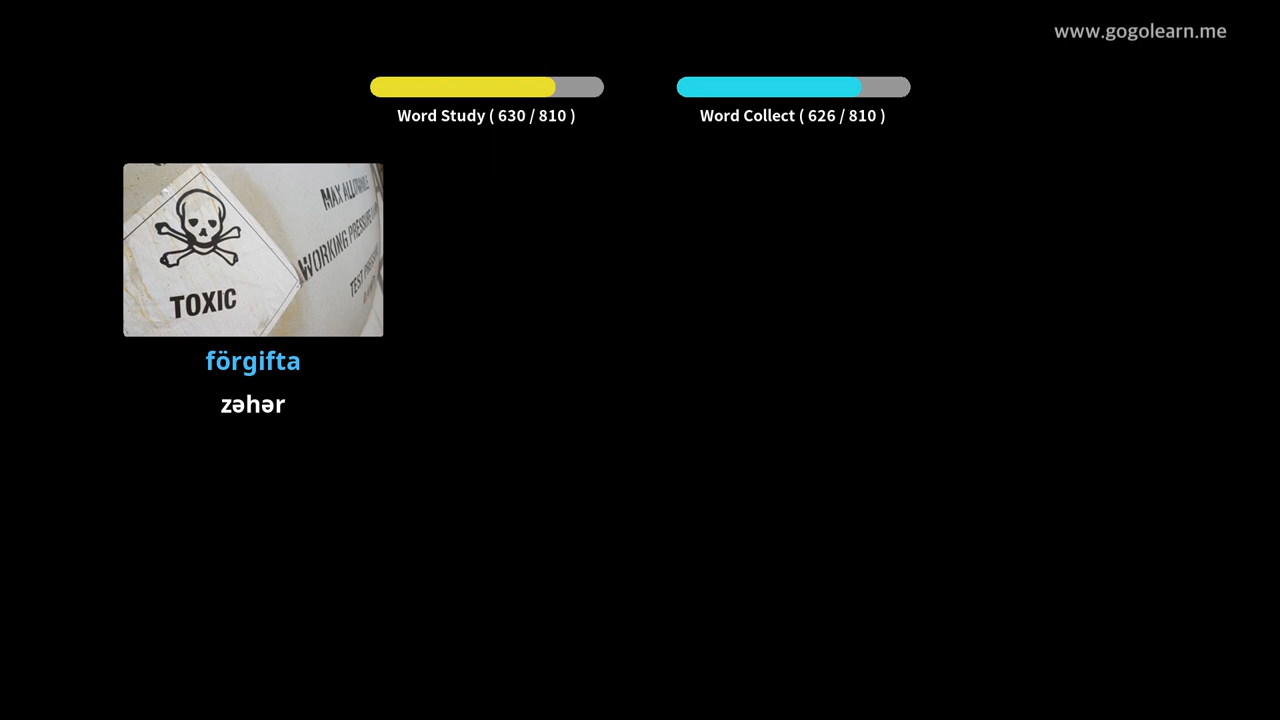 www.gogolearn.me
Word Study ( 630 / 810 )
Word Collect ( 626 / 810 )
MAX ALLOWABLE
WORKING PRESSURE
TOXIC
förgifta
zəhər